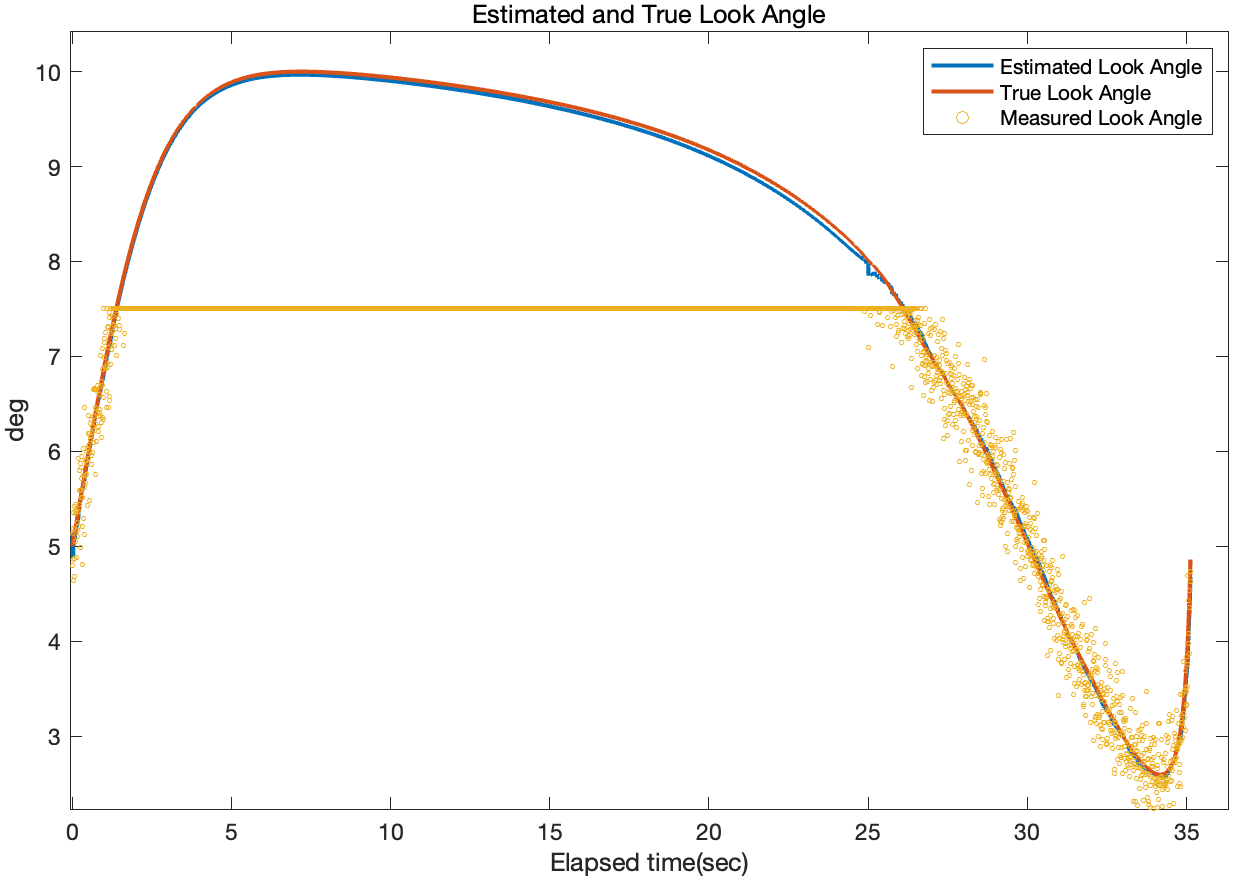 Estimated and True Look Angle
Estimated Look Angle
True Look Angle
Measured Look Angle
10
9
8
7
6
5
4
3
deg
0 5 10 15 20 25 30 35
Elapsed time(sec)